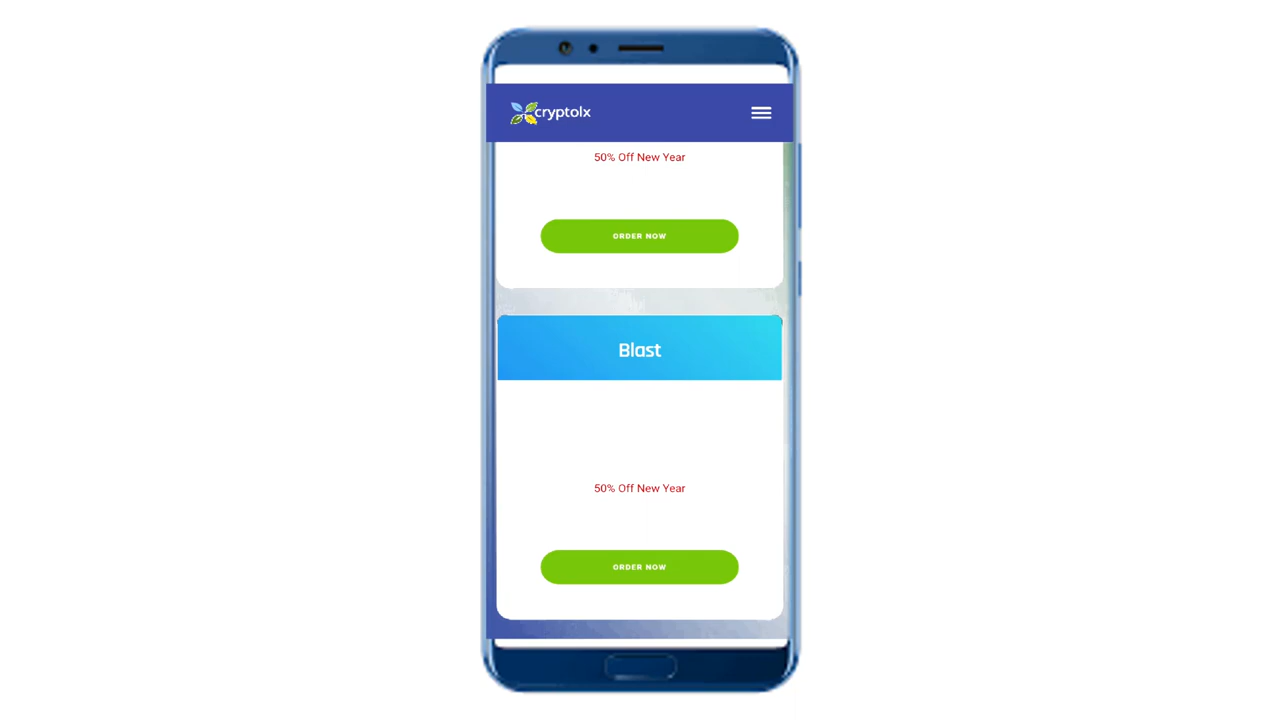 cryptolx
50% Off New Year
ORDER NOW
Blast
50% Off New Year
ORDER NOW